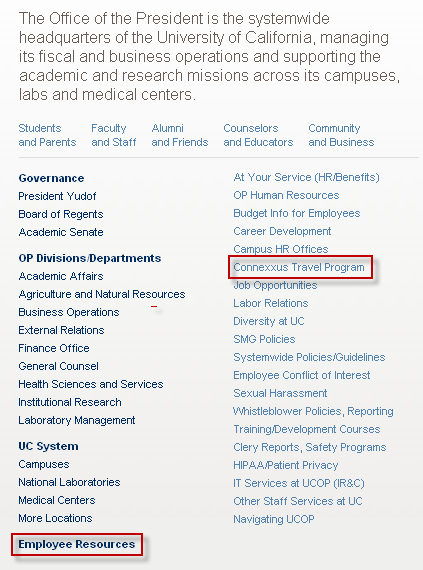 The Office of the President is the systemwide
headquarters of the University of California, managing
its fiscal and business operations and supporting the
academic and research missions across its campuses,
labs and medical centers.
Students
and Parents
Faculty
and Staff
Alumni
and Friends
Counselors
and Educators
Community
and Business
Governance
President Yudof
Board of Regents
Academic Senate
OP Divisions/Departments
Academic Affairs
Agriculture and Natural Resources
Business Operations
External Relations
Finance Office
General Counsel
Health Sciences and Services
Institutional Research
Laboratory Management
UC System
Campuses
National Laboratories
Medical Centers
More Locations
Employee Resources
At Your Service (HR/Benefits)
OP Human Resources
Budget Info for Employees
Career Development
Campus HR Offices
Connexxus Travel Program
Job Opportunities
Labor Relations
Diversity at UC
SMG Policies
Systemwide Policies/Guidelines
Employee Conflict of Interest
Sexual Harassment
Whistleblower Policies, Reporting
Training/Development Courses
Clery Reports, Safety Programs
HIPAA/Patient Privacy
IT Services at UCOP (IR&C)
Other Staff Services at UC
Navigating UCOP